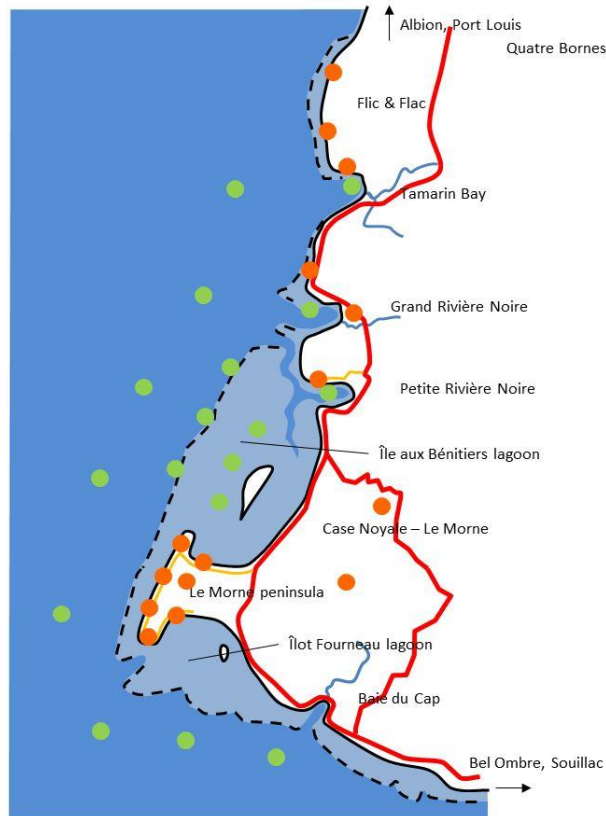 Albion, Port Louis
Quatre Bornes
Flic & Flac
Tamarin Bay
Grand Rivière Noire
Petite Rivière Noire
Île aux Bénitiers lagoon
Case Noyale – Le Morne
Le Morne peninsula
Îlot Fourneau lagoon
Baie du Cap
Bel Ombre, Souillac